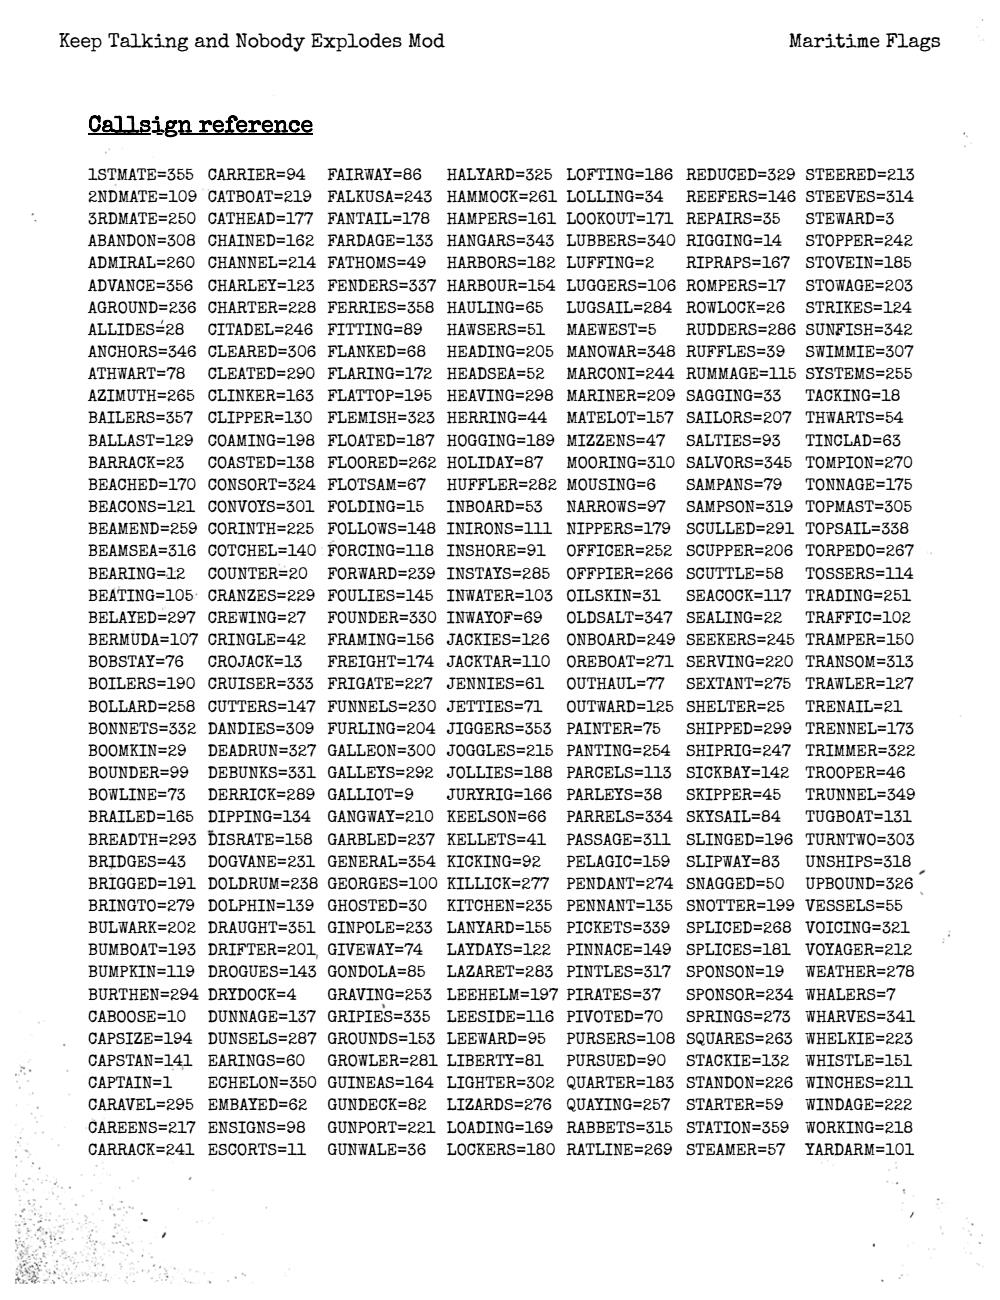 Keep Talking and Nobody Explodes Mod Maritime Flags
Callsign reference
1STMATE=355 CARRIER=94 FAIRWAY=86 HALYARD=325 LOFTING=186 REDUCED=329 STEERED=213
2NDMATE=109 CATBOAT=219 FALKUSA=243 HAMMOCK=261 LOLLING=34 REEFERS=146 STEEVES=314
3RDMATE=250 CATHEAD=177 FANTAIL=178 HAMPERS=161 LOOKOUT=171 REPAIRS=35 STEWARD=3
ABANDON=308 CHAINED=162 FARDAGE=133 HANGARS=343 LUBBERS=340 RIGGING=14 STOPPER=242
ADMIRAL=260 CHANNEL=214 FATHOMS=49 HARBORS=182 LUFFING=2 RIPRAPS=167 STOVEIN=185
ADVANCE=356 CHARLEY=123 FENDERS=337 HARBOUR=154 LUGGERS=106 ROMPERS=17 STOWAGE=203
AGROUND=236 CHARTER=228 FERRIES=358 HAULING=65 LUGSAIL=284 ROWLOCK=26 STRIKES=124
ALLIDES=28 CITADEL=246 FITTING=89 HAWSERS=51 MAEWEST=5 RUDDERS=286 SUNFISH=342
ANCHORS=346 CLEARED=306 FLANKED=68 HEADING=205 MANOWAR=348 RUFFLES=39 SWIMMIE=307
ATHWART=78 CLEATED=290 FLARING=172 HEADSEA=52 MARCONI=244 RUMMAGE=115 SYSTEMS=255
AZIMUTH=265 CLINKER=163 FLATTOP=195 HEAVING=298 MARINER=209 SAGGING=33 TACKING=18
BAILERS=357 CLIPPER=130 FLEMISH=323 HERRING=44 MATELOT=157 SAILORS=207 THWARTS=54
BALLAST=129 COAMING=198 FLOATED=187 HOGGING=189 MIZZENS=47 SALTIES=93 TINCLAD=63
BARRACK=23 COASTED=138 FLOORED=262 HOLIDAY=87 MOORING=310 SALVORS=345 TOMPION=270
BEACHED=170 CONSORT=324 FLOTSAM=67 HUFFLER=282 MOUSING=6 SAMPANS=79 TONNAGE=175
BEACONS=121 CONVOYS=301 FOLDING=15 INBOARD=53 NARROWS=97 SAMPSON=319 TOPMAST=305
BEAMEND=259 CORINTH=225 FOLLOWS=148 INIRONS=111 NIPPERS=179 SCULLED=291 TOPSAIL=338
BEAMSEA=316 COTCHEL=140 FORCING=118 INSHORE=91 OFFICER=252 SCUPPER=206 TORPEDO=267
BEARING=12 COUNTER=20 FORWARD=239 INSTAYS=285 OFFPIER=266 SCUTTLE=58 TOSSERS=114
BEATING=105 CRANZES=229 FOULIES=145 INWATER=103 OILSKIN=31 SEACOCK=117 TRADING=251
BELAYED=297 CREWING=27 FOUNDER=330 INWAYOF=69 OLDSALT=347 SEALING=22 TRAFFIC=102
BERMUDA=107 CRINGLE=42 FRAMING=156 JACKIES=126 ONBOARD=249 SEEKERS=245 TRAMPER=150
BOBSTAY=76 CROJACK=13 FREIGHT=174 JACKTAR=110 OREBOAT=271 SERVING=220 TRANSOM=313
BOILERS=190 CRUISER=333 FRIGATE=227 JENNIES=61 OUTHAUL=77 SEXTANT=275 TRAWLER=127
BOLLARD=258 CUTTERS=147 FUNNELS=230 JETTIES=71 OUTWARD=125 SHELTER=25 TRENAIL=21
BONNETS=332 DANDIES=309 FURLING=204 JIGGERS=353 PAINTER=75 SHIPPED=299 TRENNEL=173
BOOMKIN=29 DEADRUN=327 GALLEON=300 JOGGLES=215 PANTING=254 SHIPRIG=247 TRIMMER=322
BOUNDER=99 DEBUNKS=331 GALLEYS=292 JOLLIES=188 PARCELS=113 SICKBAY=142 TROOPER=46
BOWLINE=73 DERRICK=289 GALLIOT=9 JURYRIG=166 PARLEYS=38 SKIPPER=45 TRUNNEL=349
BRAILED=165 DIPPING=134 GANGWAY=210 KEELSON=66 PARRELS=334 SKYSAIL=84 TUGBOAT=131
BREADTH=293 DISRATE=158 GARBLED=237 KELLETS=41 PASSAGE=311 SLINGED=196 TURNTWO=303
BRIDGES=43 DOGVANE=231 GENERAL=354 KICKING=92 PELAGIC=159 SLIPWAY=83 UNSHIPS=318
BRIGGED=191 DOLDRUM=238 GEORGES=100 KILLICK=277 PENDANT=274 SNAGGED=50 UPBOUND=326
BRINGTO=279 DOLPHIN=139 GHOSTED=30 KITCHEN=235 PENNANT=135 SNOTTER=199 VESSELS=55
BULWARK=202 DRAUGHT=351 GINPOLE=233 LANYARD=155 PICKETS=339 SPLICED=268 VOICING=321
BUMBOAT=193 DRIFTER=201 GIVEWAY=74 LAYDAYS=122 PINNACE=149 SPLICES=181 VOYAGER=212
BUMPKIN=119 DROGUES=143 GONDOLA=85 LAZARET=283 PINTLES=317 SPONSON=19 WEATHER=278
BURTHEN=294 DRYDOCK=4 GRAVING=253 LEEHELM=197 PIRATES=37 SPONSOR=234 WHALERS=7
CABOOSE=10 DUNNAGE=137 GRIPIES=335 LEESIDE=116 PIVOTED=70 SPRINGS=273 WHARVES=341
CAPSIZE=194 DUNSELS=287 GROUNDS=153 LEEWARD=95 PURSERS=108 SQUARES=263 WHELKIE=223
CAPSTAN=141 EARINGS=60 GROWLER=281 LIBERTY=81 PURSUED=90 STACKIE=132 WHISTLE=151
CAPTAIN=1 ECHELON=350 GUINEAS=164 LIGHTER=302 QUARTER=183 STANDON=226 WINCHES=211
CARAVEL=295 EMBAYED=62 GUNDECK=82 LIZARDS=276 QUAYING=257 STARTER=59 WINDAGE=222
CAREENS=217 ENSIGNS=98 GUNPORT=221 LOADING=169 RABBETS=315 STATION=359 WORKING=218
CARRACK=241 ESCORTS=11 GUNWALE=36 LOCKERS=180 RATLINE=269 STEAMER=57 YARDARM=101